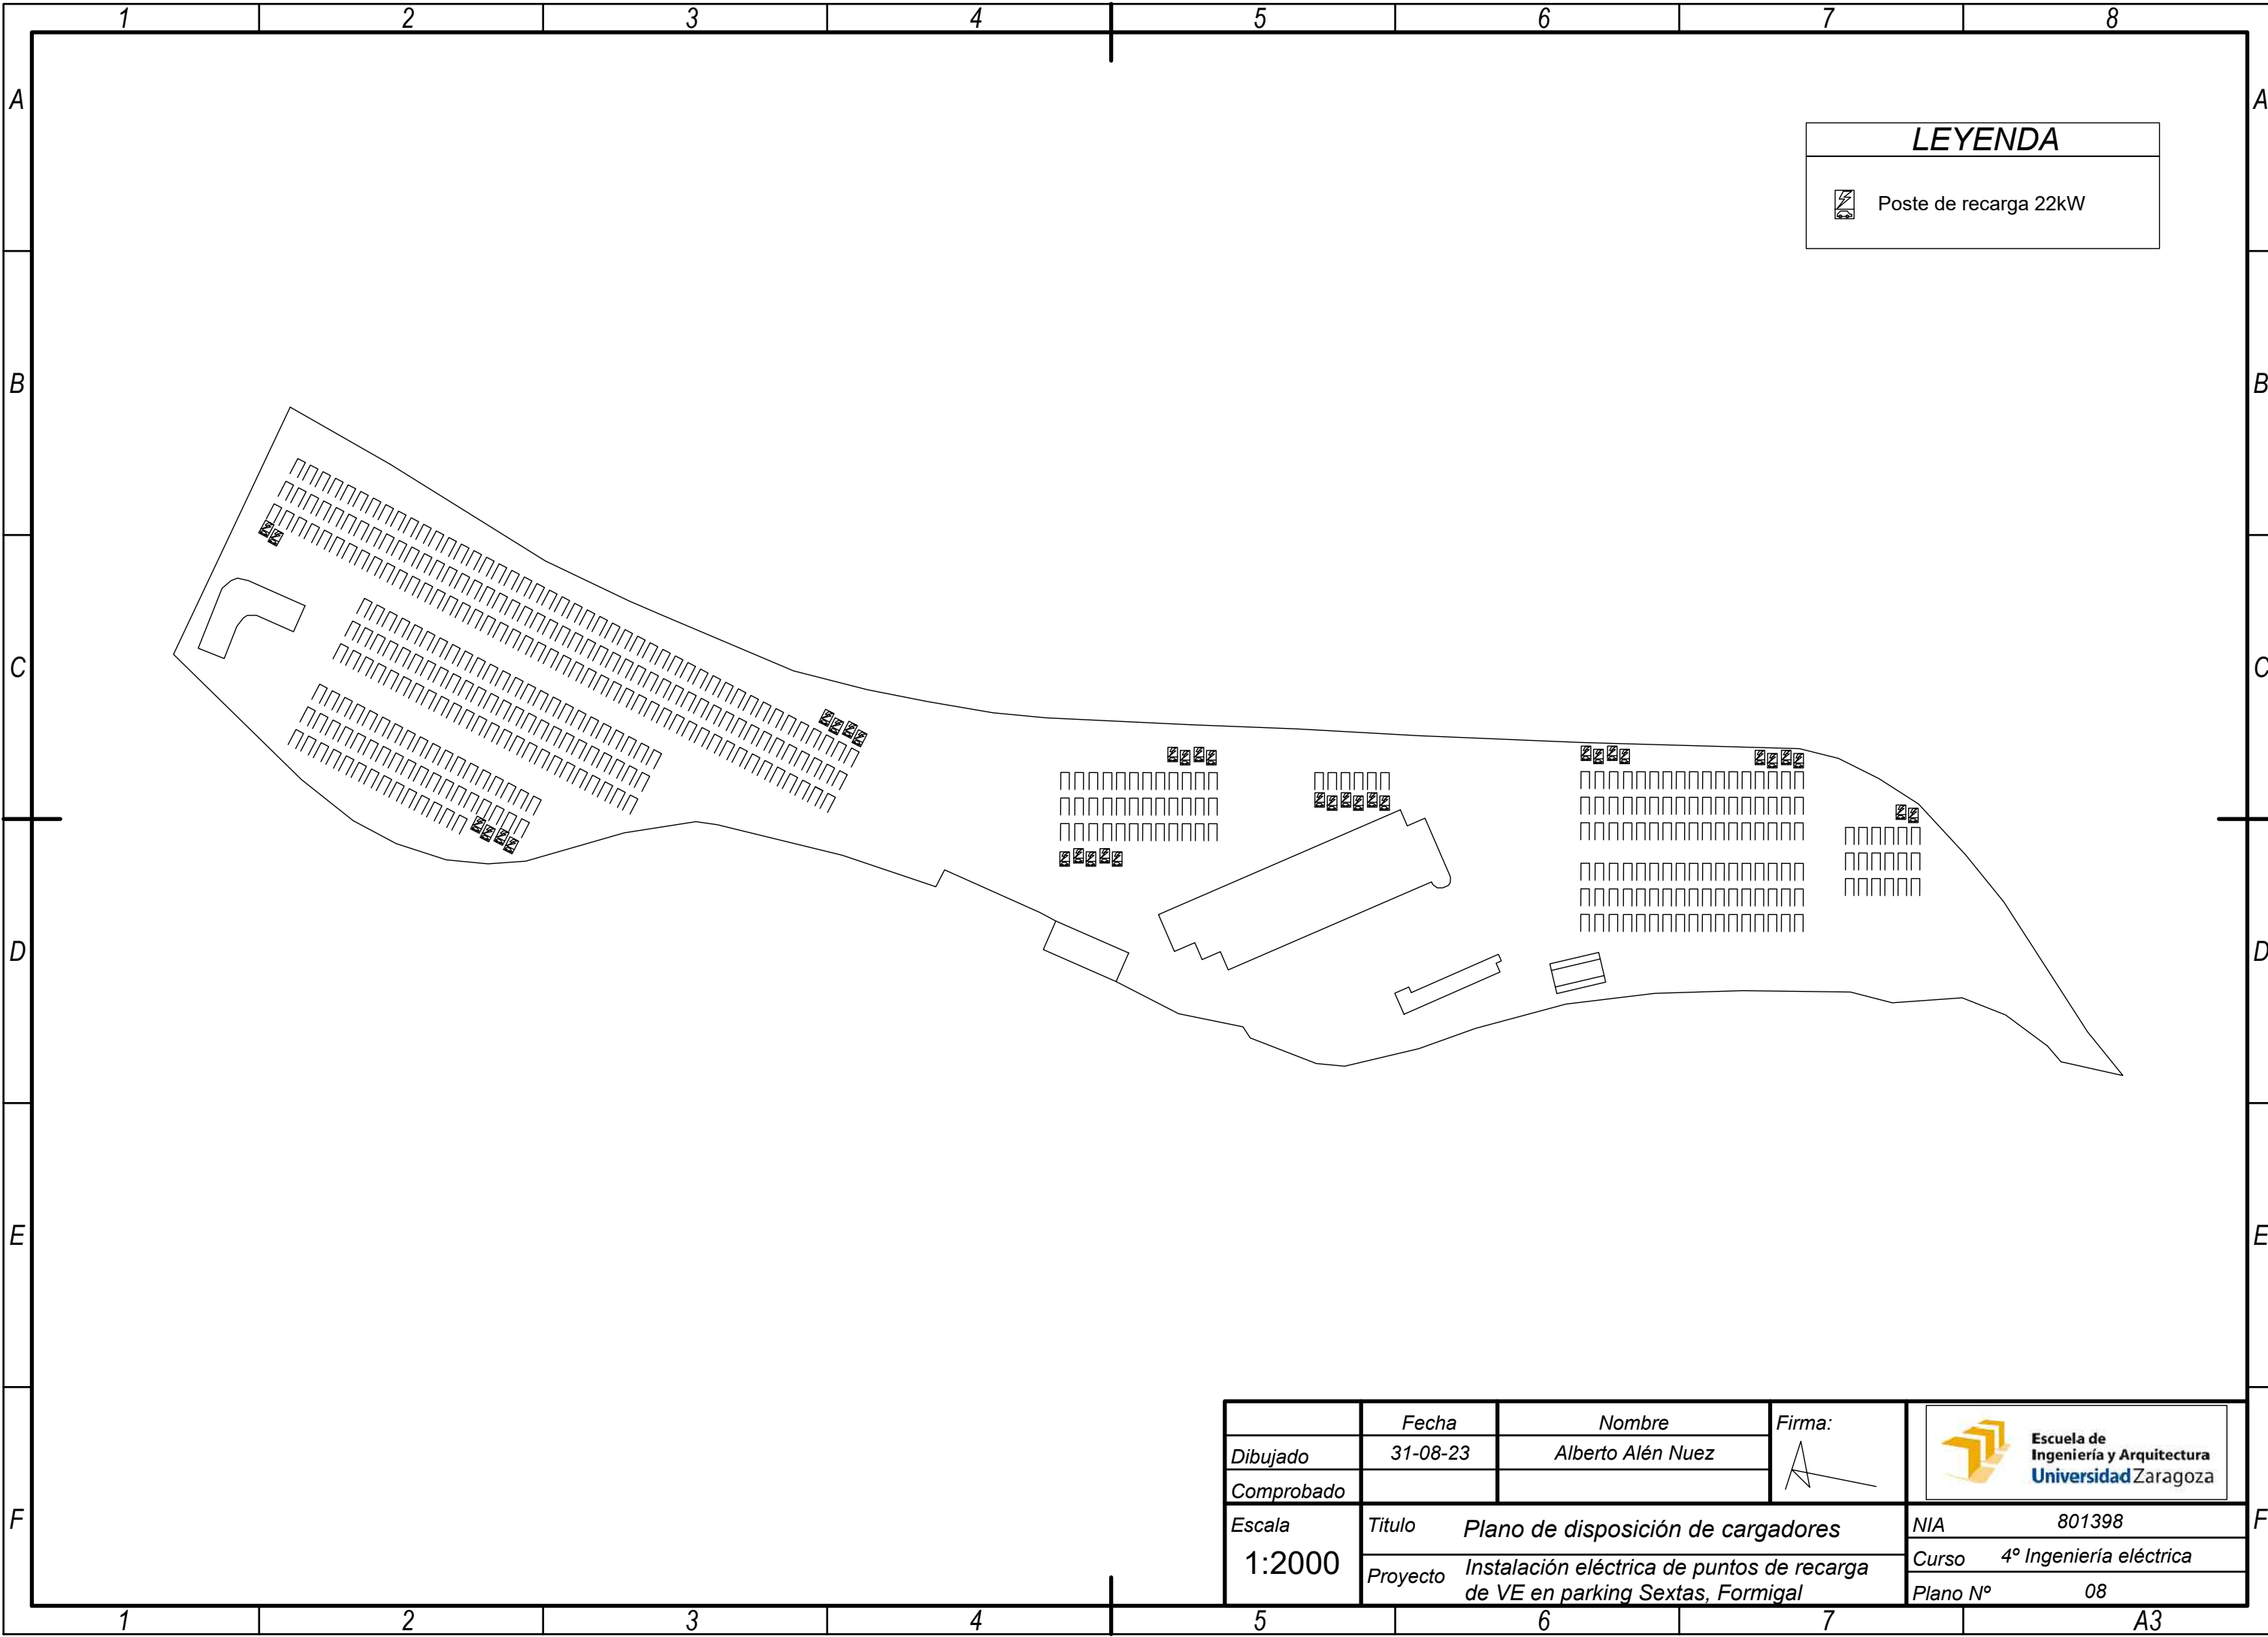 1 2 3 4 5 6 7 8
A A
LEYENDA
Poste de recarga 22kW
B B
C C
D D
E E
Fecha Nombre Firma:
Dibujado 31-08-23 Alberto Alén Nuez
Comprobado
Escuela de
Ingeniería y Arquitectura
Universidad Zaragoza
F F
Escala
1:2000
Titulo Plano de disposición de cargadores
Proyecto Instalación eléctrica de puntos de recarga
de VE en parking Sextas, Formigal
NIA 801398
Curso 4º Ingeniería eléctrica
Plano Nº 08
1 2 3 4 5 6 7 A3